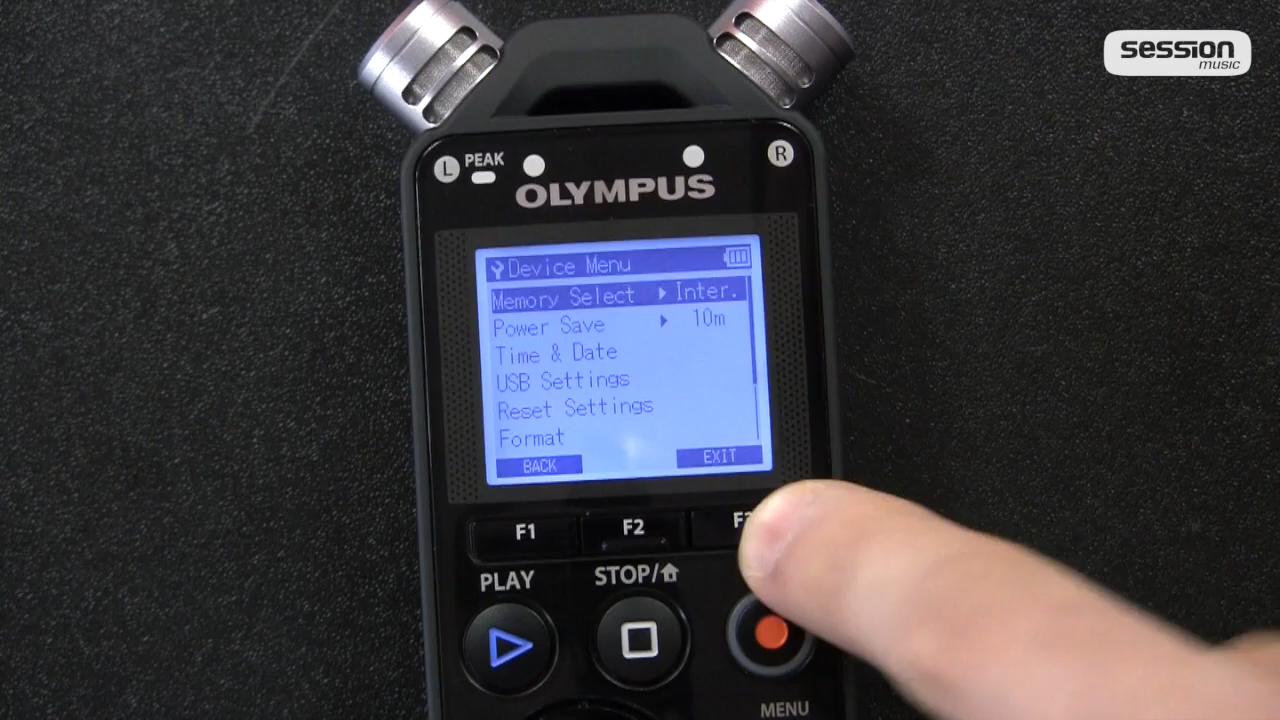 session
music
L PEAK R
OLYMPUS
Device Menu
Memory Select Inter.
Power Save 10m
Time & Date
USB Settings
Reset Settings
Format
BACK EXIT
F1 F2
PLAY STOP/
MENU